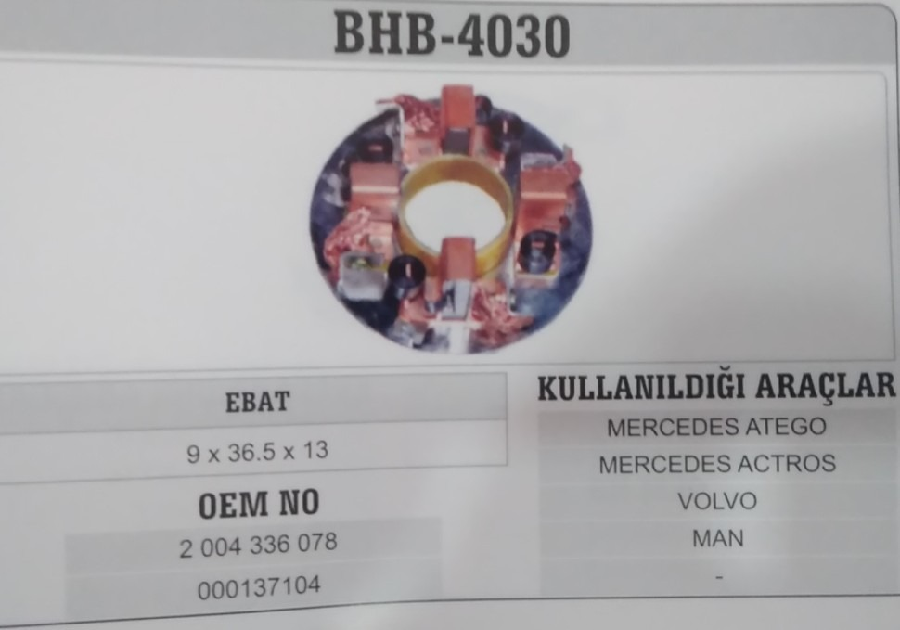 BHB-4030
EBAT
9 x 36.5 x 13
OEM NO
2 004 336 078
000137104
KULLANILDIĞI ARAÇLAR
MERCEDES ATEGO
MERCEDES ACTROS
VOLVO
MAN
-